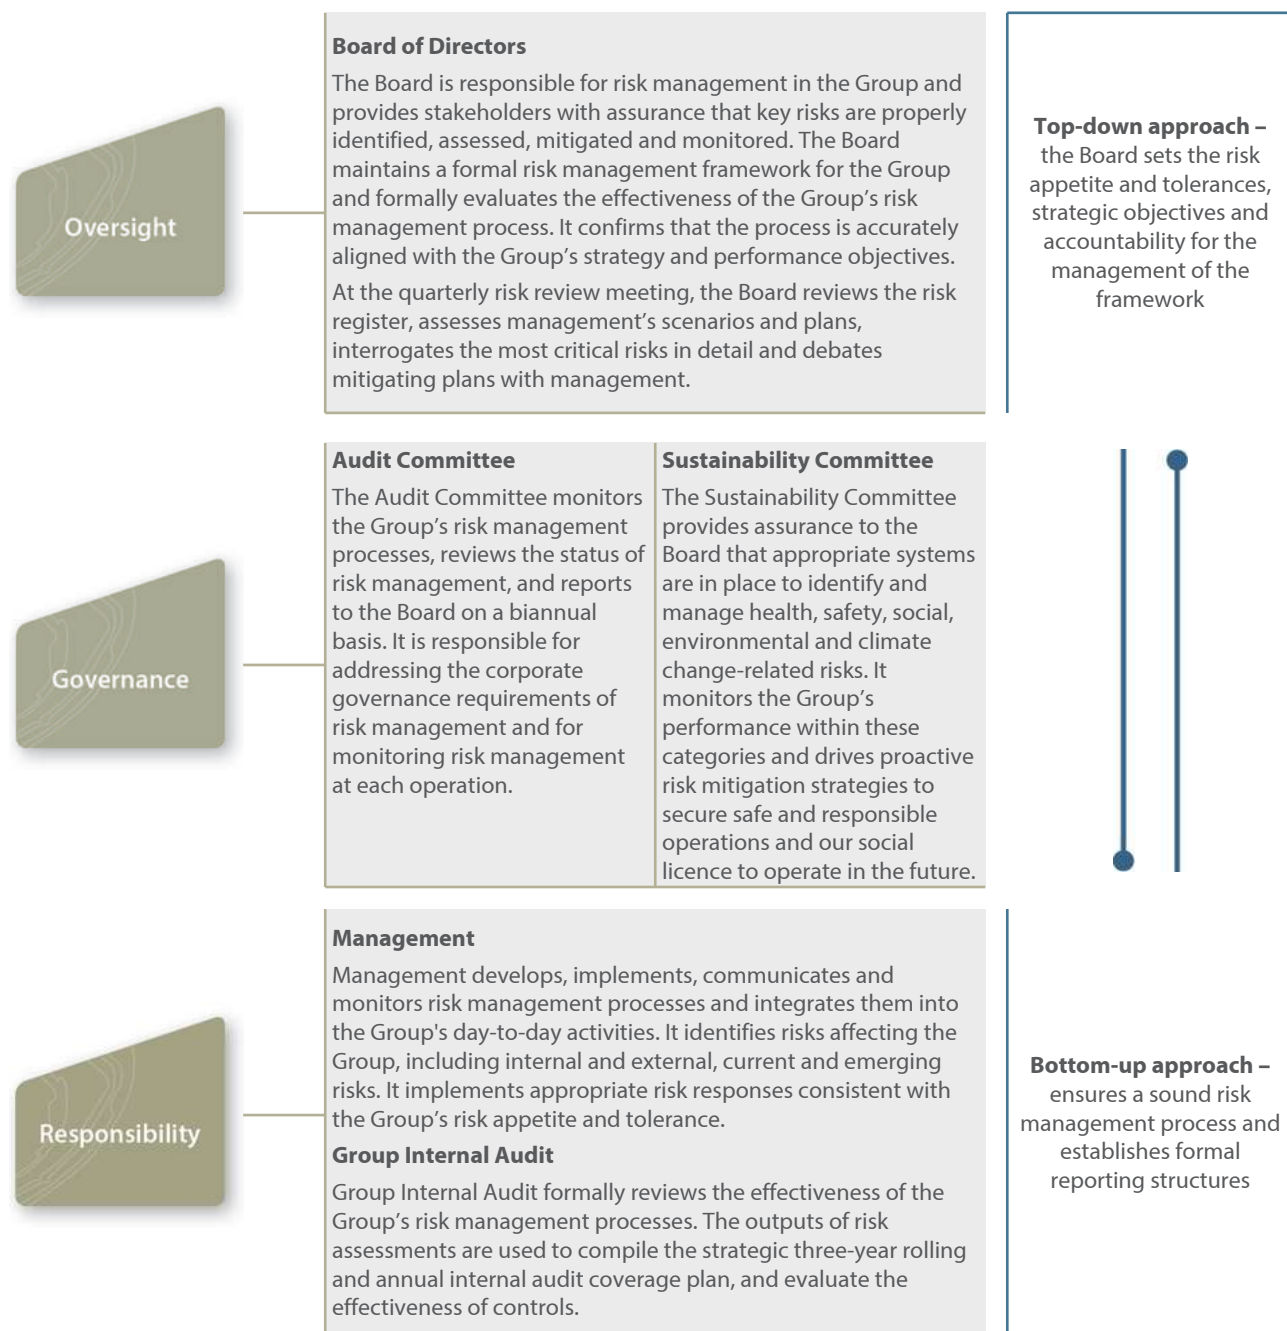 Oversight
Board of Directors
The Board is responsible for risk management in the Group and
provides stakeholders with assurance that key risks are properly
identified, assessed, mitigated and monitored. The Board
maintains a formal risk management framework for the Group
and formally evaluates the effectiveness of the Group’s risk
management process. It confirms that the process is accurately
aligned with the Group’s strategy and performance objectives.
At the quarterly risk review meeting, the Board reviews the risk
register, assesses management’s scenarios and plans,
interrogates the most critical risks in detail and debates
mitigating plans with management.
Top-down approach –
the Board sets the risk
appetite and tolerances,
strategic objectives and
accountability for the
management of the
framework
Governance
Audit Committee
The Audit Committee monitors
the Group’s risk management
processes, reviews the status of
risk management, and reports
to the Board on a biannual
basis. It is responsible for
addressing the corporate
governance requirements of
risk management and for
monitoring risk management
at each operation.
Sustainability Committee
The Sustainability Committee
provides assurance to the
Board that appropriate systems
are in place to identify and
manage health, safety, social,
environmental and climate
change-related risks. It
monitors the Group’s
performance within these
categories and drives proactive
risk mitigation strategies to
secure safe and responsible
operations and our social
licence to operate in the future.
Responsibility
Management
Management develops, implements, communicates and
monitors risk management processes and integrates them into
the Group's day-to-day activities. It identifies risks affecting the
Group, including internal and external, current and emerging
risks. It implements appropriate risk responses consistent with
the Group’s risk appetite and tolerance.
Group Internal Audit
Group Internal Audit formally reviews the effectiveness of the
Group’s risk management processes. The outputs of risk
assessments are used to compile the strategic three-year rolling
and annual internal audit coverage plan, and evaluate the
effectiveness of controls.
Bottom-up approach –
ensures a sound risk
management process and
establishes formal
reporting structures